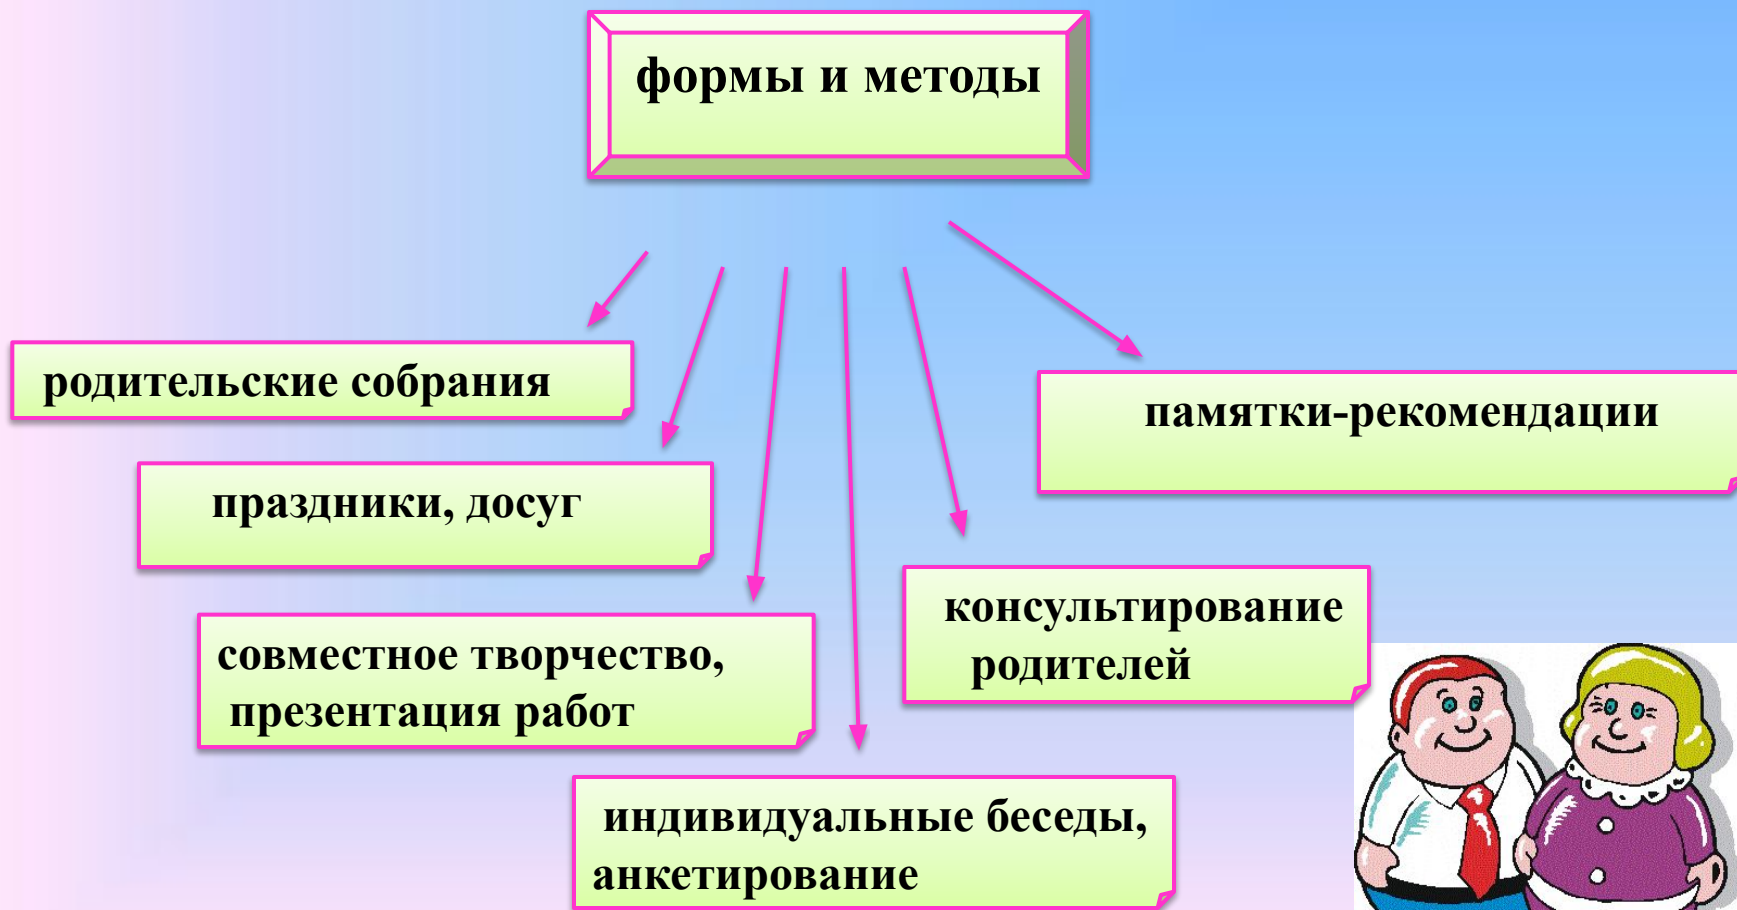 формы и методы
родительские собрания
памятки-рекомендации
праздники, досуг
консультирование
родителей
совместное творчество,
презентация работ
индивидуальные беседы,
анкетирование